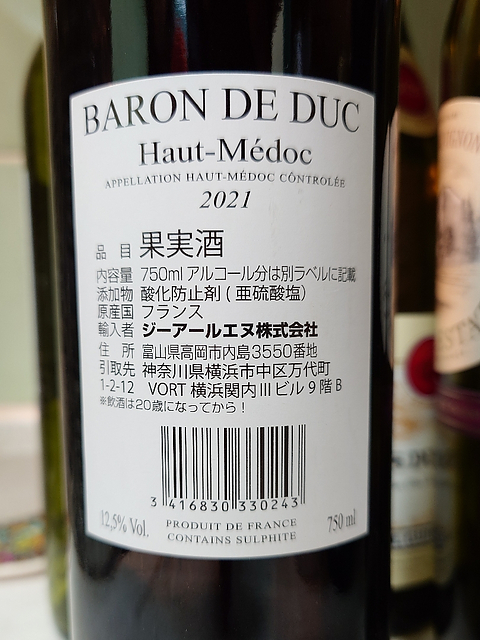 BARON DE DUC
Haut-Médoc
APPELLATION HAUT-MÉDOC CÔNTROLÉE
2021
品 目 果実酒
内容量 750ml アルコール分は別ラベルに記載
添加物 酸化防止剤 ( 亜硫酸塩)
原産国 フランス
輸入者 ジーアールエヌ株式会社
住 所 富山県高岡市内島3550番地
引取先 神奈川県横浜市中区万代町
1-2-12 VORT 横浜関内 III ビル 9 階 B
※飲酒は20歳になってから！
3 416830 330243
12,5% Vol.
PRODUIT DE FRANCE
CONTAINS SULPHITE
750 ml